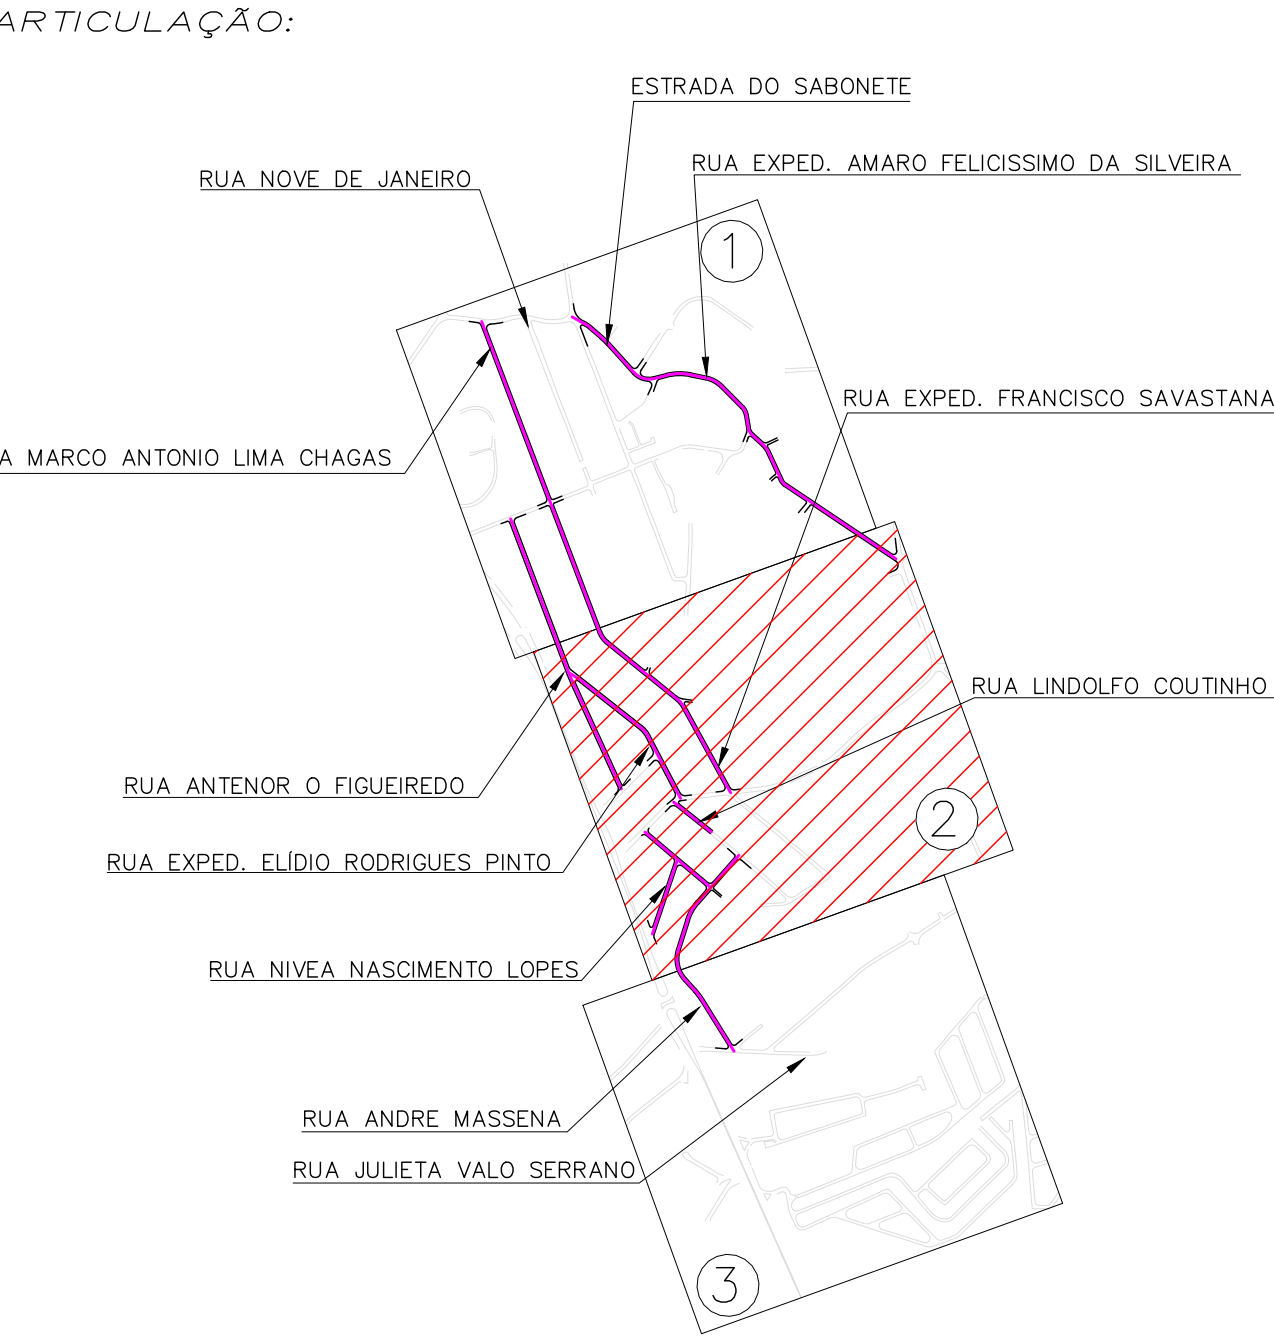 ARTICULAÇÃO:
ESTRADA DO SABONETE
RUA EXPED. AMARO FELICISSIMO DA SILVEIRA
RUA NOVE DE JANEIRO
1
RUA EXPED. FRANCISCO SAVASTANA
A MARCO ANTONIO LIMA CHAGAS
RUA LINDOLFO COUTINHO
RUA ANTENOR O FIGUEIREDO
2
RUA EXPED. ELÍDIO RODRIGUES PINTO
RUA NIVEA NASCIMENTO LOPES
RUA ANDRE MASSENA
RUA JULIETA VALO SERRANO
3